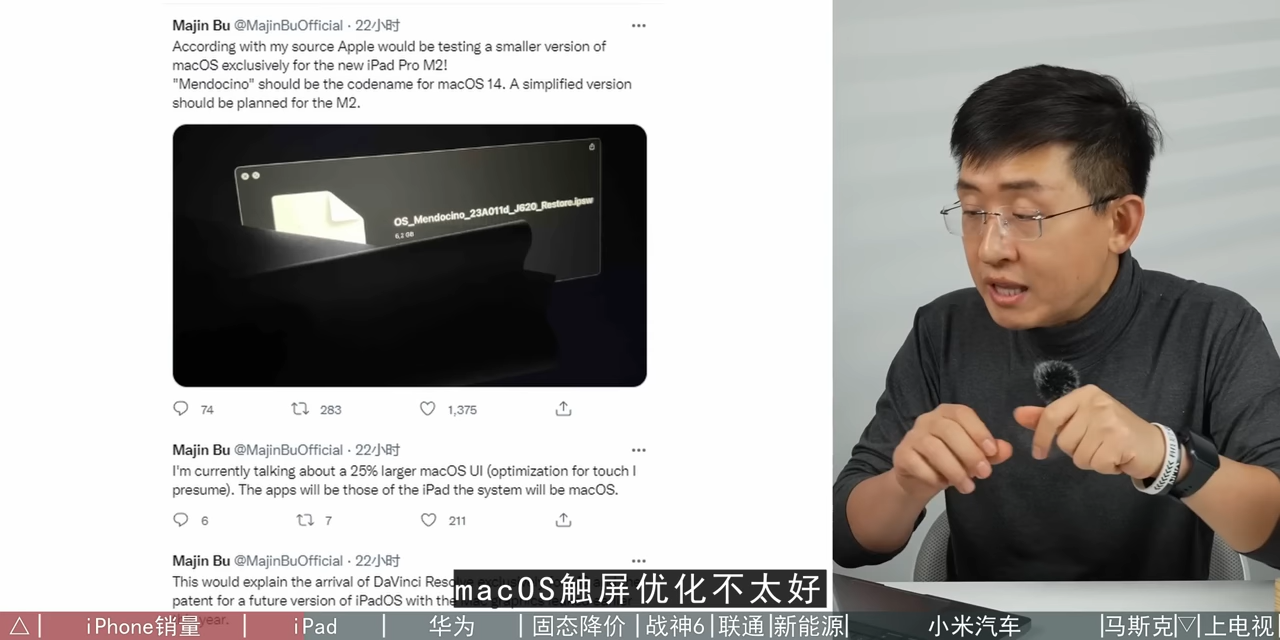 Majin Bu @MajinBuOfficial · 22小时
According with my source Apple would be testing a smaller version of
macOS exclusively for the new iPad Pro M2!
"Mendocino" should be the codename for macOS 14. A simplified version
should be planned for the M2.
OS_Mendocino_23A011d_J620_Restore.ipsw
6,2 GB
74 283 1,375
Majin Bu @MajinBuOfficial · 22小时
I'm currently talking about a 25% larger macOS UI (optimization for touch I
presume). The apps will be those of the iPad the system will be macOS.
6 7 211
Majin Bu @MajinBuOfficial · 22小时
This would explain the arrival of DaVinci
patent for a future version of iPadOS with the
year.
macOS触屏优化不太好
△| iPhone销量 | iPad | 华为 |固态降价|战神6|联通|新能源| 小米汽车 |马斯克|▽|上电视